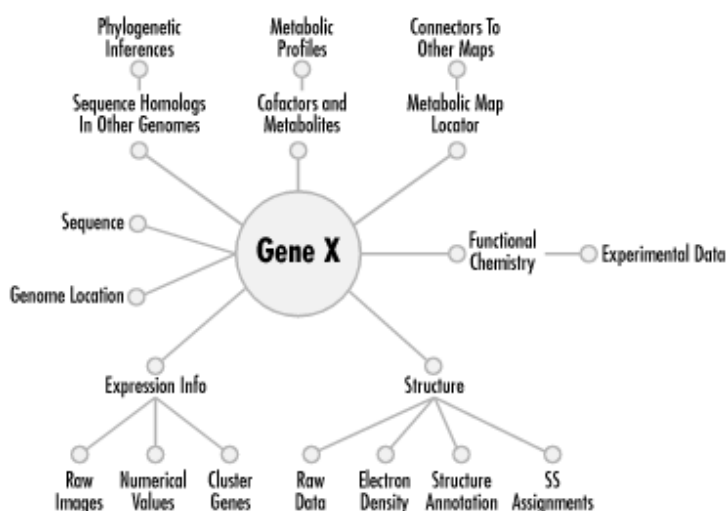 Phylogenetic
Inferences
Metabolic
Profiles
Connectors To
Other Maps
Sequence Homologs
In Other Genomes
Cofactors and
Metabolites
Metabolic Map
Locator
Sequence
Gene X
Functional
Chemistry
Experimental Data
Genome Location
Expression Info
Structure
Raw
Images
Numerical
Values
Cluster
Genes
Raw
Data
Electron
Density
Structure
Annotation
SS
Assignments